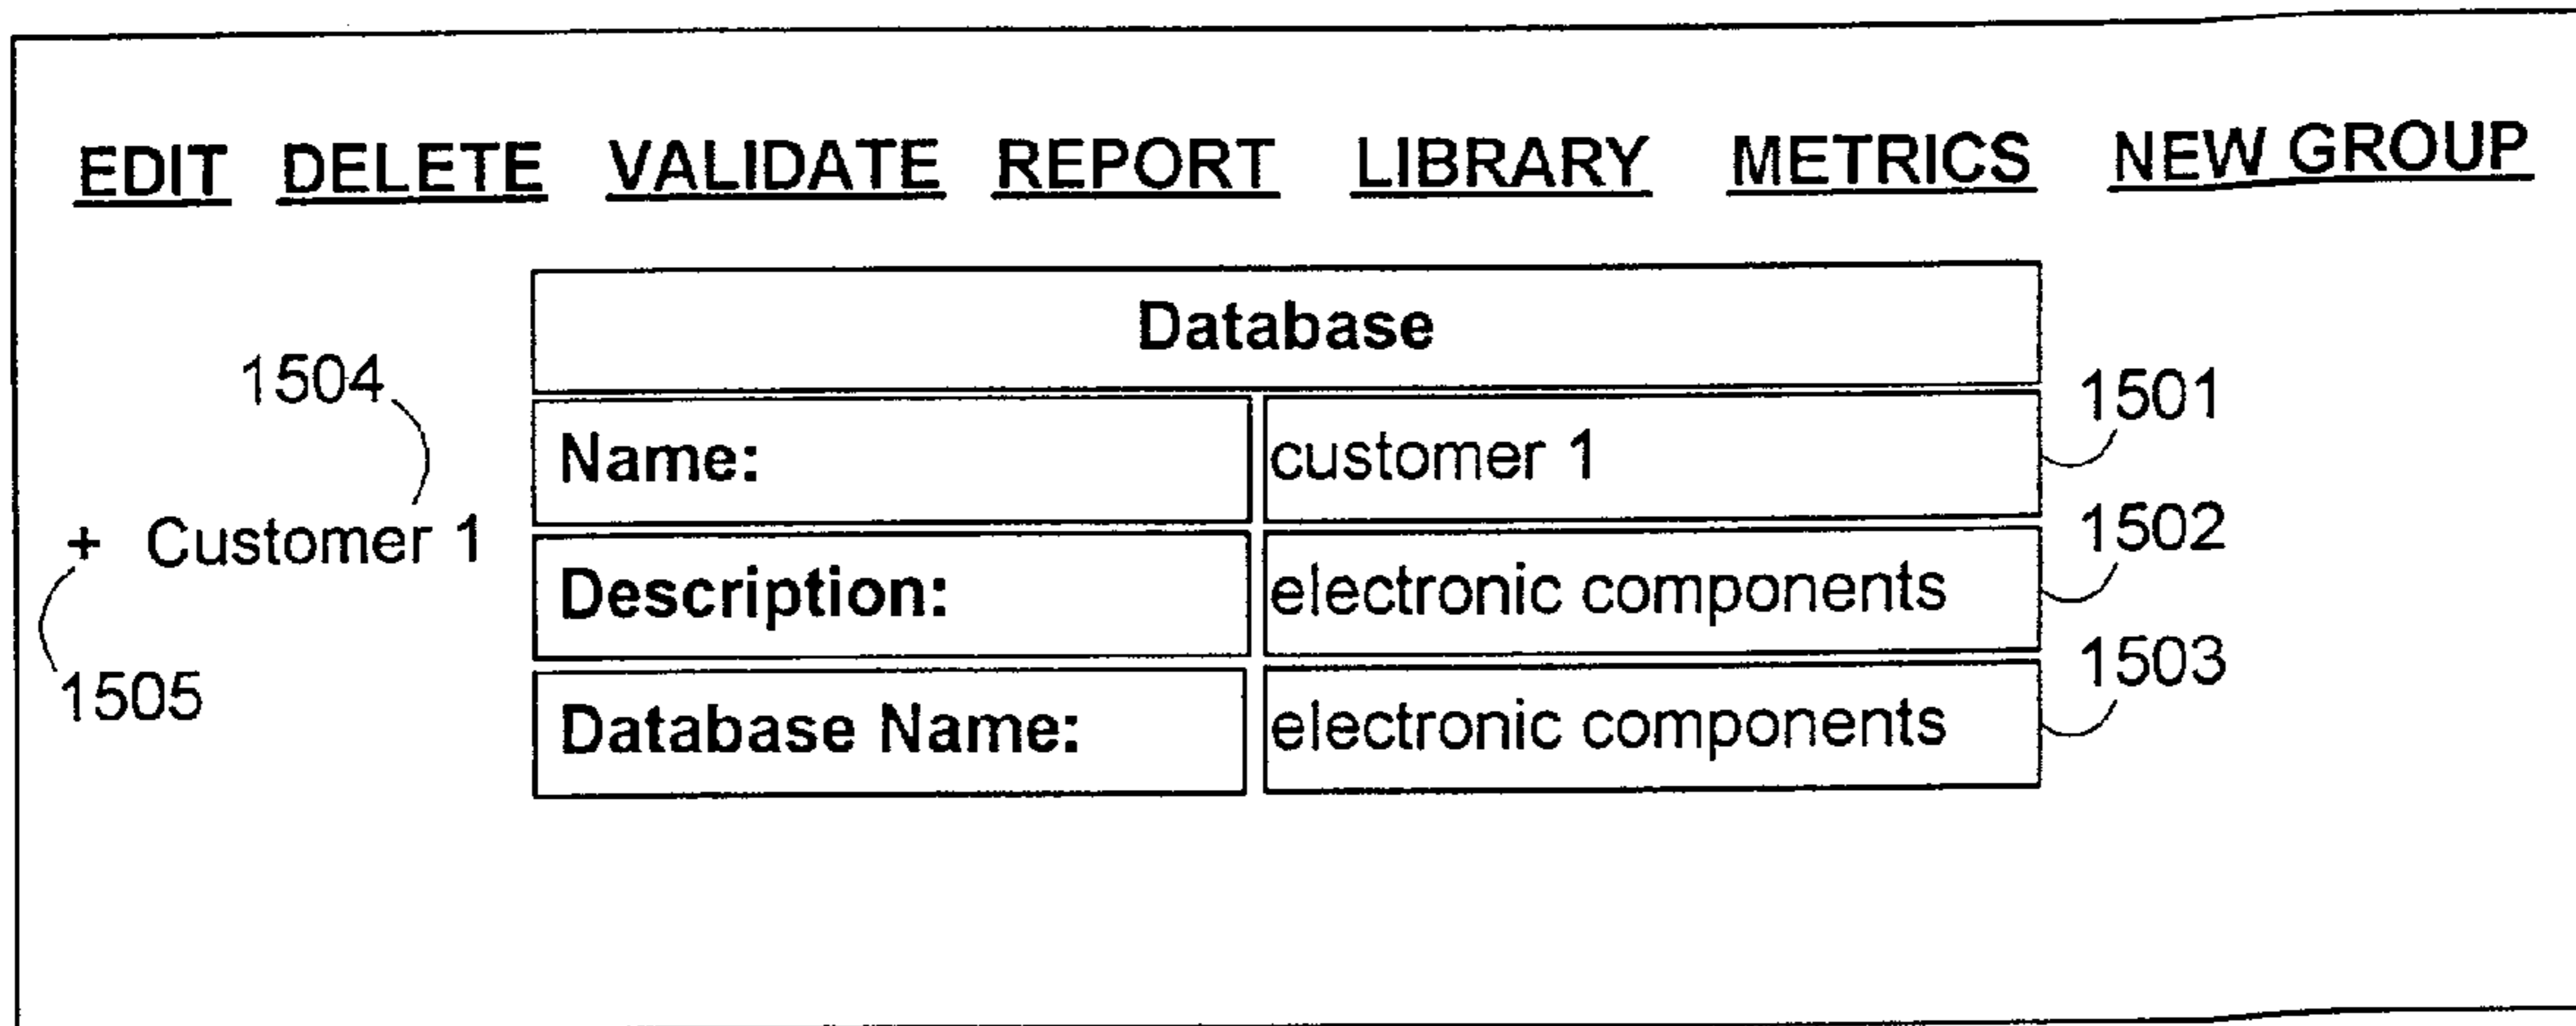 EDIT DELETE VALIDATE REPORT LIBRARY METRICS NEW GROUP
Database
1504
1501
Name: customer 1
+ Customer 1
1502
Description: electronic components
1503
1505
Database Name: electronic components